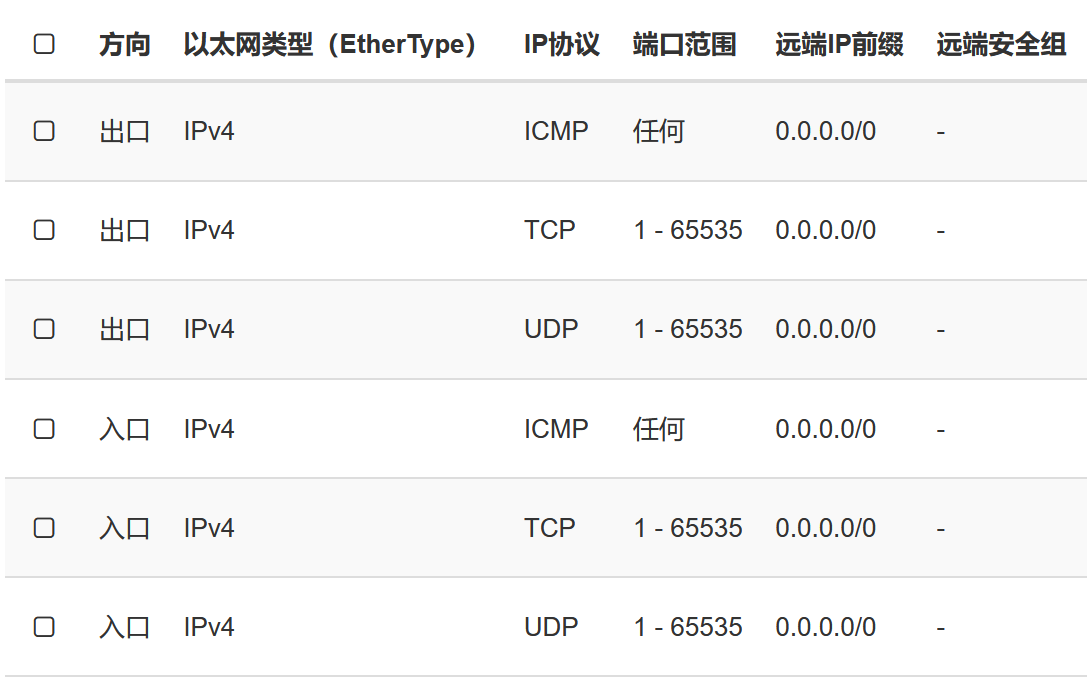 方向 以太网类型（EtherType） IP协议 端口范围 远端IP前缀 远端安全组
出口 IPv4 ICMP 任何 0.0.0.0/0 -
出口 IPv4 TCP 1 - 65535 0.0.0.0/0 -
出口 IPv4 UDP 1 - 65535 0.0.0.0/0 -
入口 IPv4 ICMP 任何 0.0.0.0/0 -
入口 IPv4 TCP 1 - 65535 0.0.0.0/0 -
入口 IPv4 UDP 1 - 65535 0.0.0.0/0 -